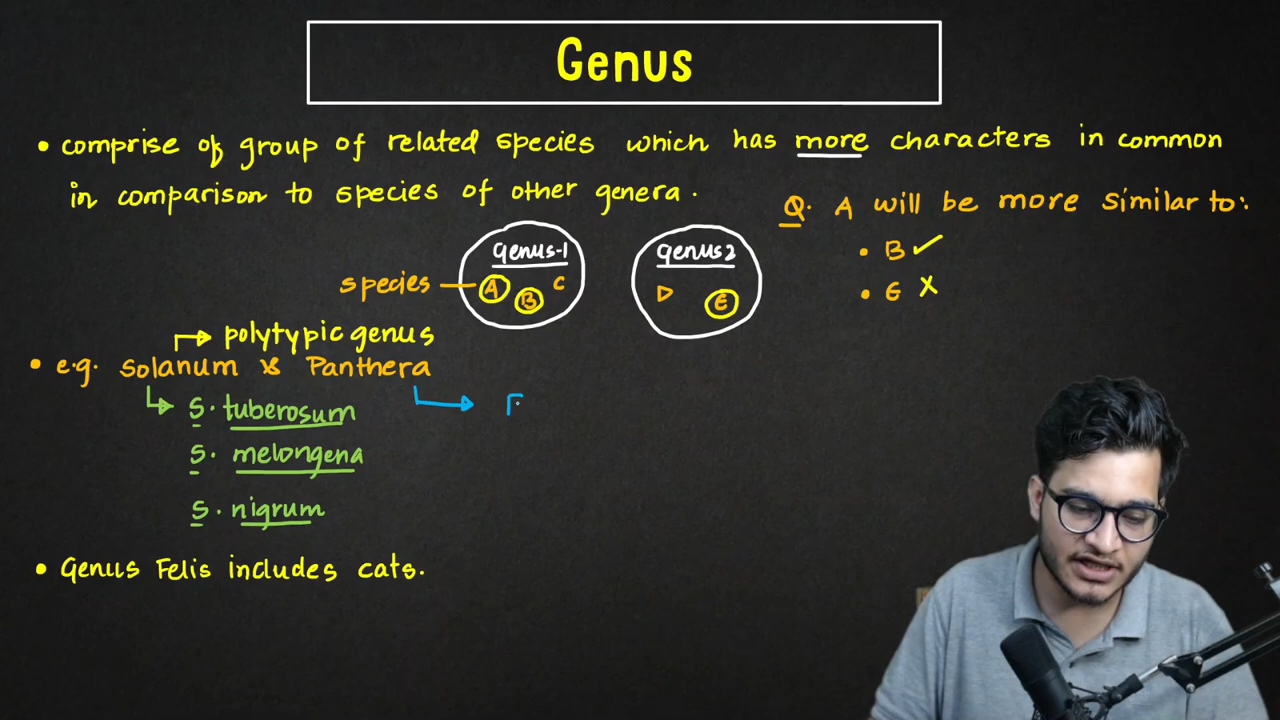 Genus
• comprise of group of related species which has more characters in common
in comparison to species of other genera.
Q. A will be more similar to:
• B ✓
• E ✗
genus-1
genus 2
species
A B C
D E
polytypic genus
• e.g. Solanum & Panthera
S. tuberosum
S. melongena
S. nigrum
• Genus Felis includes cats.